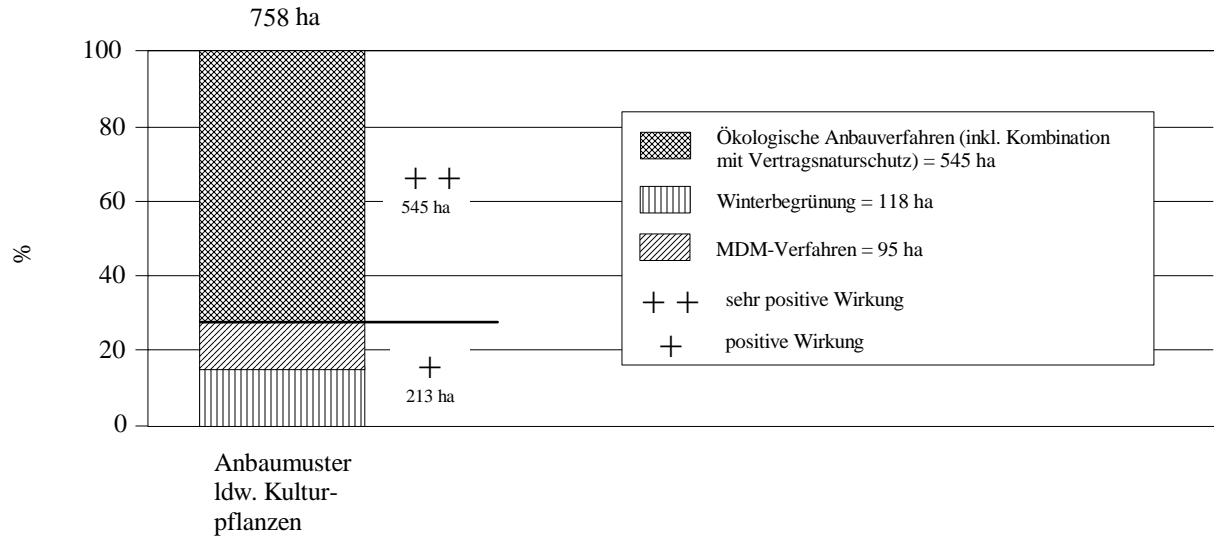 758 ha
100
80
60
40
20
0
%
+ +
545 ha
+
213 ha
Anbaumuster
ldw. Kultur-
pflanzen
Ökologische Anbauverfahren (inkl. Kombination
mit Vertragsnaturschutz) = 545 ha
Winterbegrünung = 118 ha
MDM-Verfahren = 95 ha
+ + sehr positive Wirkung
+ positive Wirkung